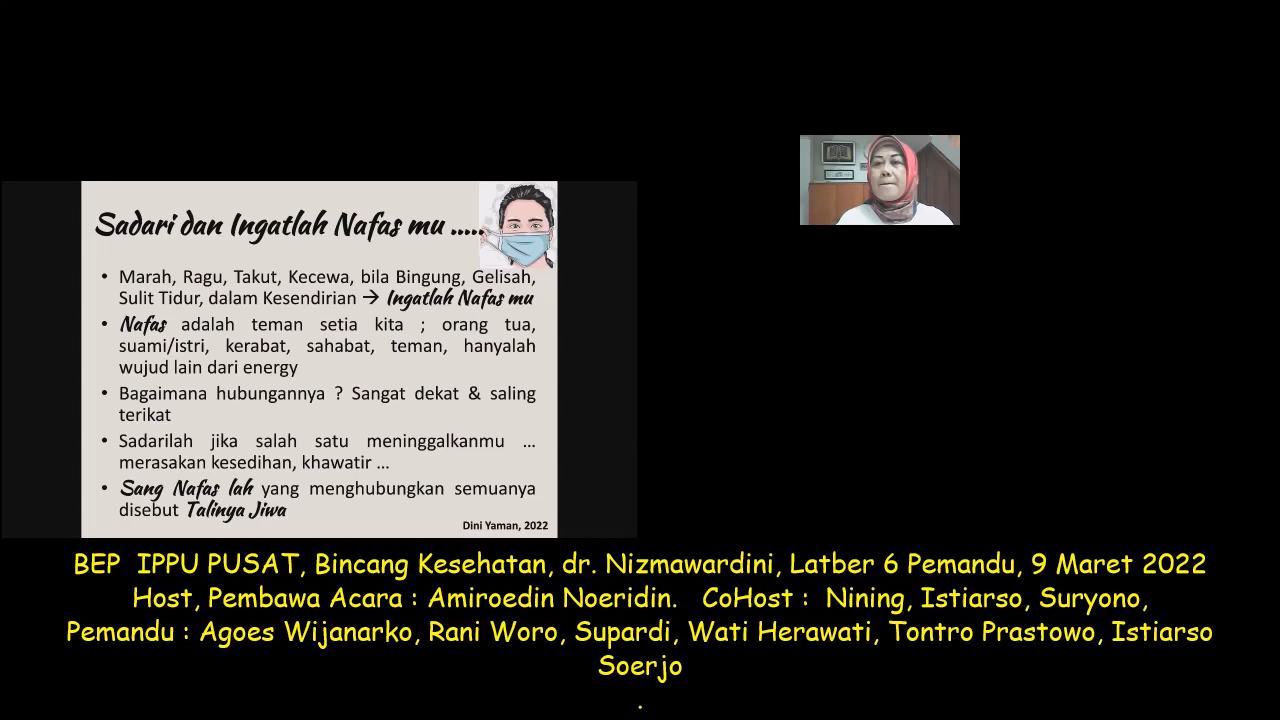 Sadari dan Ingatlah Nafas mu .....
• Marah, Ragu, Takut, Kecewa, bila Bingung, Gelisah,
Sulit Tidur, dalam Kesendirian → Ingatlah Nafas mu
• Nafas adalah teman setia kita ; orang tua,
suami/istri, kerabat, sahabat, teman, hanyalah
wujud lain dari energy
• Bagaimana hubungannya ? Sangat dekat & saling
terikat
• Sadarilah jika salah satu meninggalkanmu ...
merasakan kesedihan, khawatir ...
• Sang Nafas lah yang menghubungkan semuanya
disebut Talinya Jiwa
Dini Yaman, 2022
BEP IPPU PUSAT, Bincang Kesehatan, dr. Nizmawardini, Latber 6 Pemandu, 9 Maret 2022
Host, Pembawa Acara : Amiroedin Noeridin. CoHost : Nining, Istiarso, Suryono,
Pemandu : Agoes Wijanarko, Rani Woro, Supardi, Wati Herawati, Tontro Prastowo, Istiarso
Soerjo
.